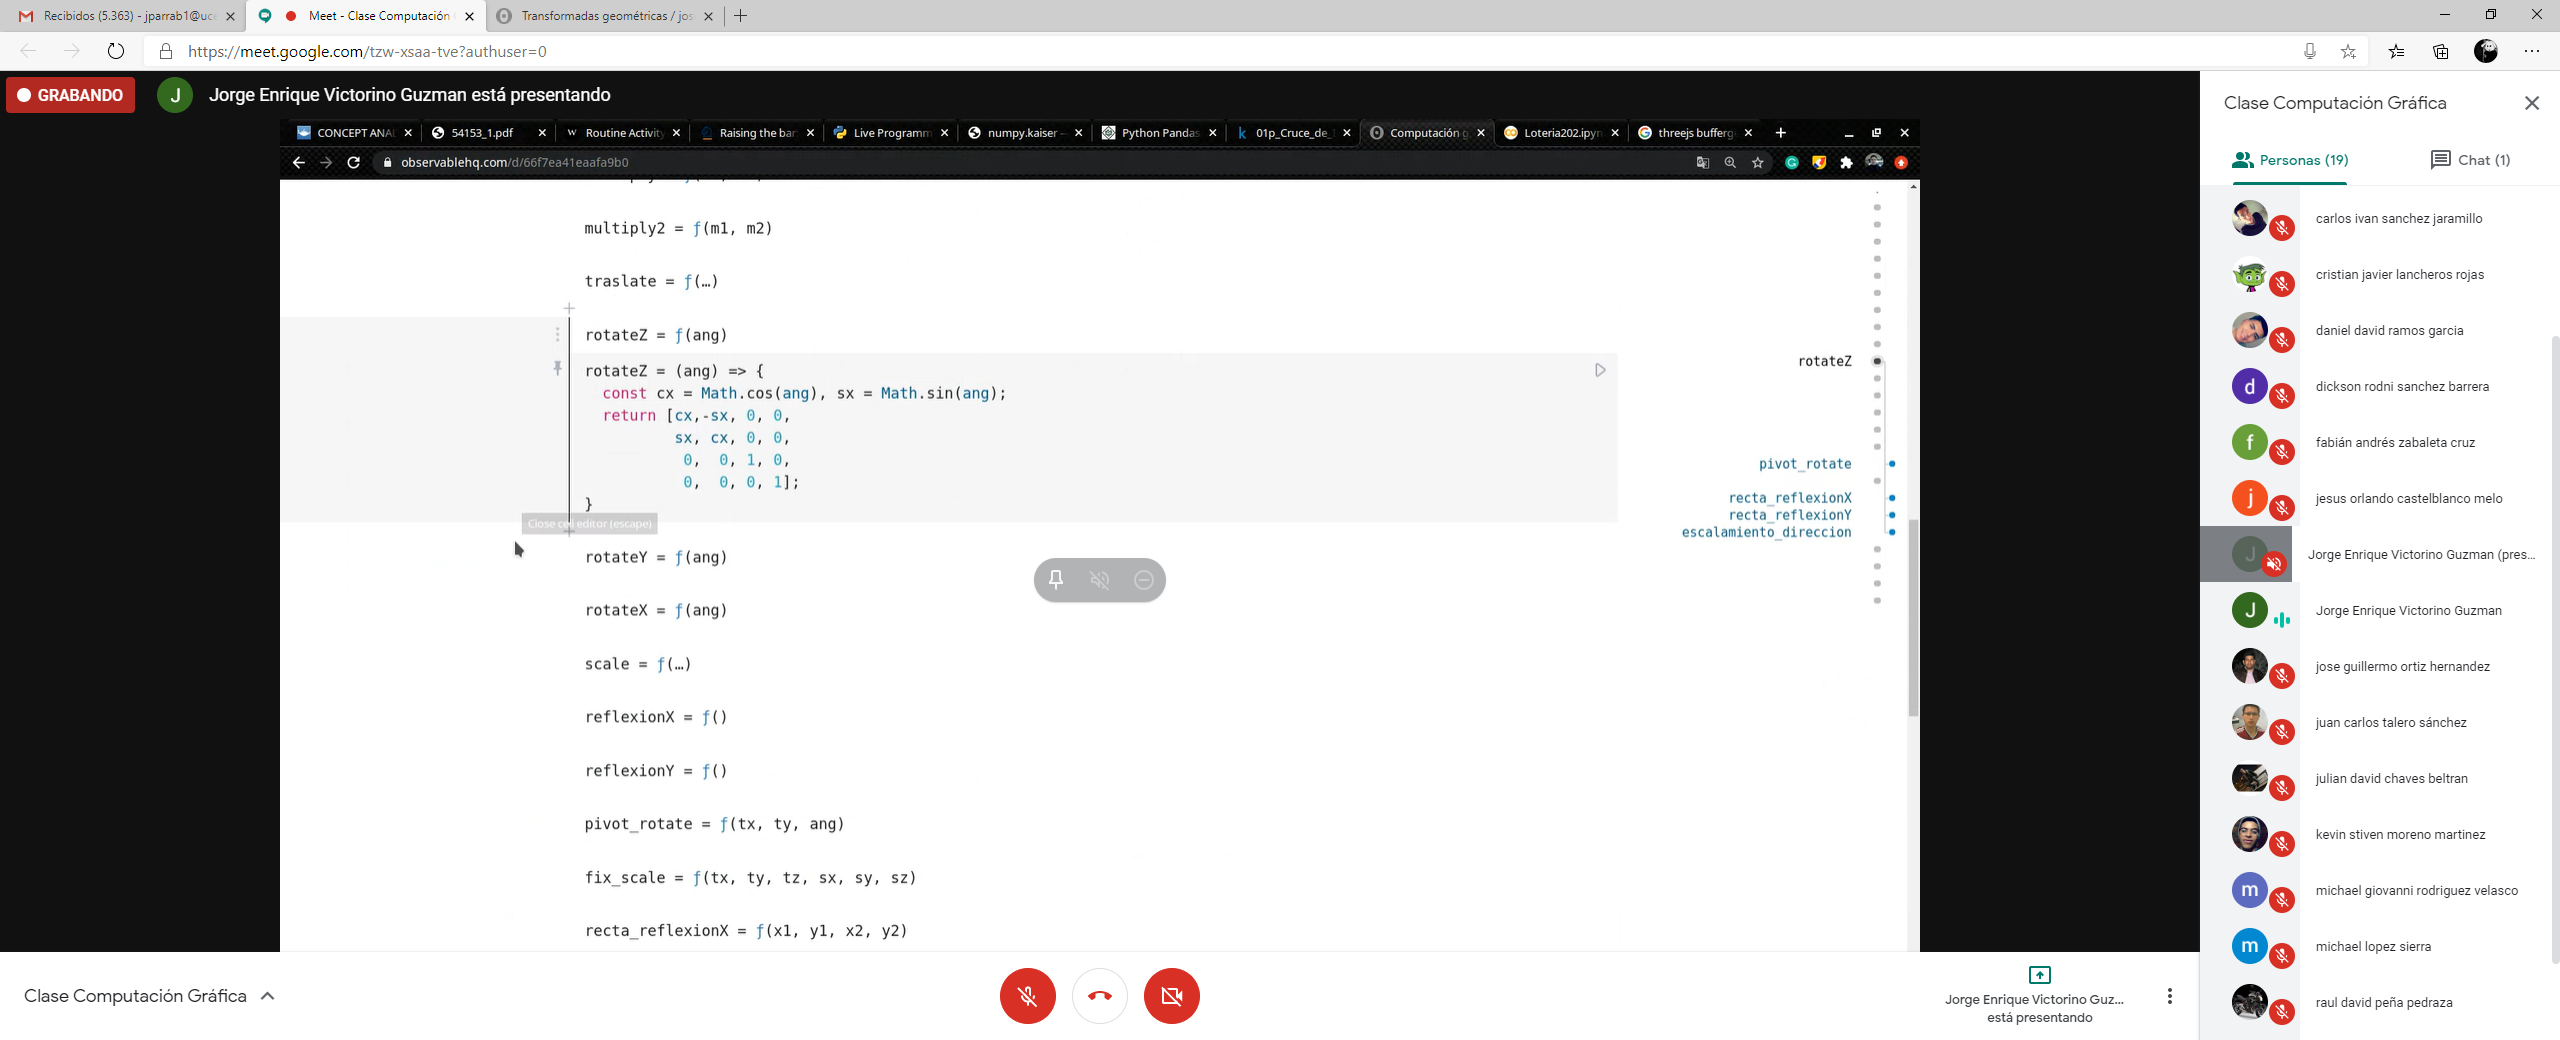 Recibidos (5.363) - jparrab1@uce
Meet - Clase Computación
Transformadas geométricas / jos
https://meet.google.com/tzw-xsaa-tve?authuser=0
GRABANDO
J
Jorge Enrique Victorino Guzman está presentando
CONCEPT ANAL
54153_1.pdf
Routine Activity
Raising the bar
Live Programm
numpy.kaiser -
Python Pandas
01p_Cruce_de_
Computación g
Loteria202.ipyn
threejs bufferg
observablehq.com/d/66f7ea41eaafa9b0
multiply2 = ƒ(m1, m2)
traslate = ƒ(…)
rotateZ = ƒ(ang)
rotateZ = (ang) => {
const cx = Math.cos(ang), sx = Math.sin(ang);
return [cx,-sx, 0, 0,
sx, cx, 0, 0,
0, 0, 1, 0,
0, 0, 0, 1];
}
Close cell editor (escape)
rotateY = ƒ(ang)
rotateX = ƒ(ang)
scale = ƒ(…)
reflexionX = ƒ()
reflexionY = ƒ()
pivot_rotate = ƒ(tx, ty, ang)
fix_scale = ƒ(tx, ty, tz, sx, sy, sz)
recta_reflexionX = ƒ(x1, y1, x2, y2)
rotateZ
pivot_rotate
recta_reflexionX
recta_reflexionY
escalamiento_direccion
Clase Computación Gráfica
Personas (19)
Chat (1)
carlos ivan sanchez jaramillo
cristian javier lancheros rojas
daniel david ramos garcia
d
dickson rodni sanchez barrera
f
fabián andrés zabaleta cruz
j
jesus orlando castelblanco melo
J
Jorge Enrique Victorino Guzman (pres...
J
Jorge Enrique Victorino Guzman
jose guillermo ortiz hernandez
juan carlos talero sánchez
julian david chaves beltran
kevin stiven moreno martinez
m
michael giovanni rodriguez velasco
m
michael lopez sierra
raul david peña pedraza
Clase Computación Gráfica
Jorge Enrique Victorino Guz...
está presentando